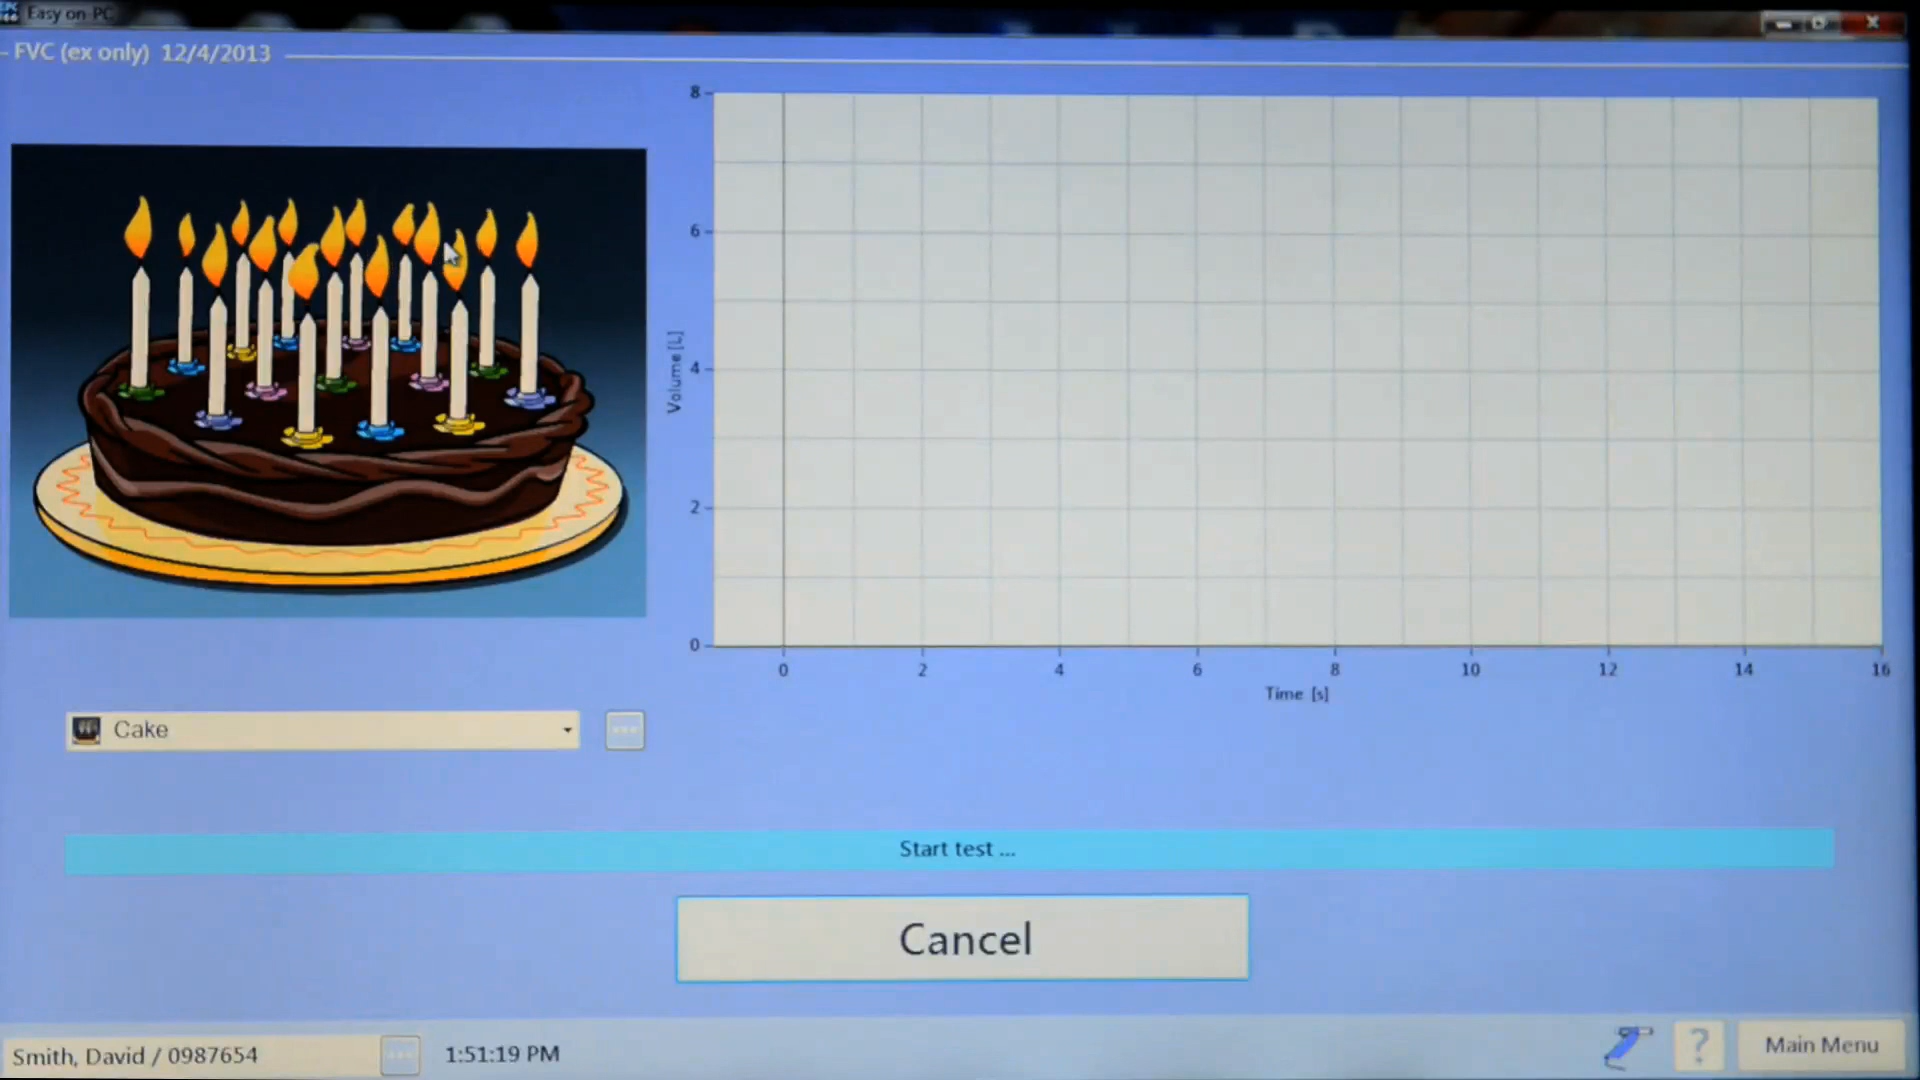 Easy on-PC
FVC (ex only) 12/4/2013
8
6
4
2
0
Volume [L]
0 2 4 6 8 10 12 14 16
Time [s]
Cake
Start test ...
Cancel
Smith, David / 0987654
1:51:19 PM
?
Main Menu